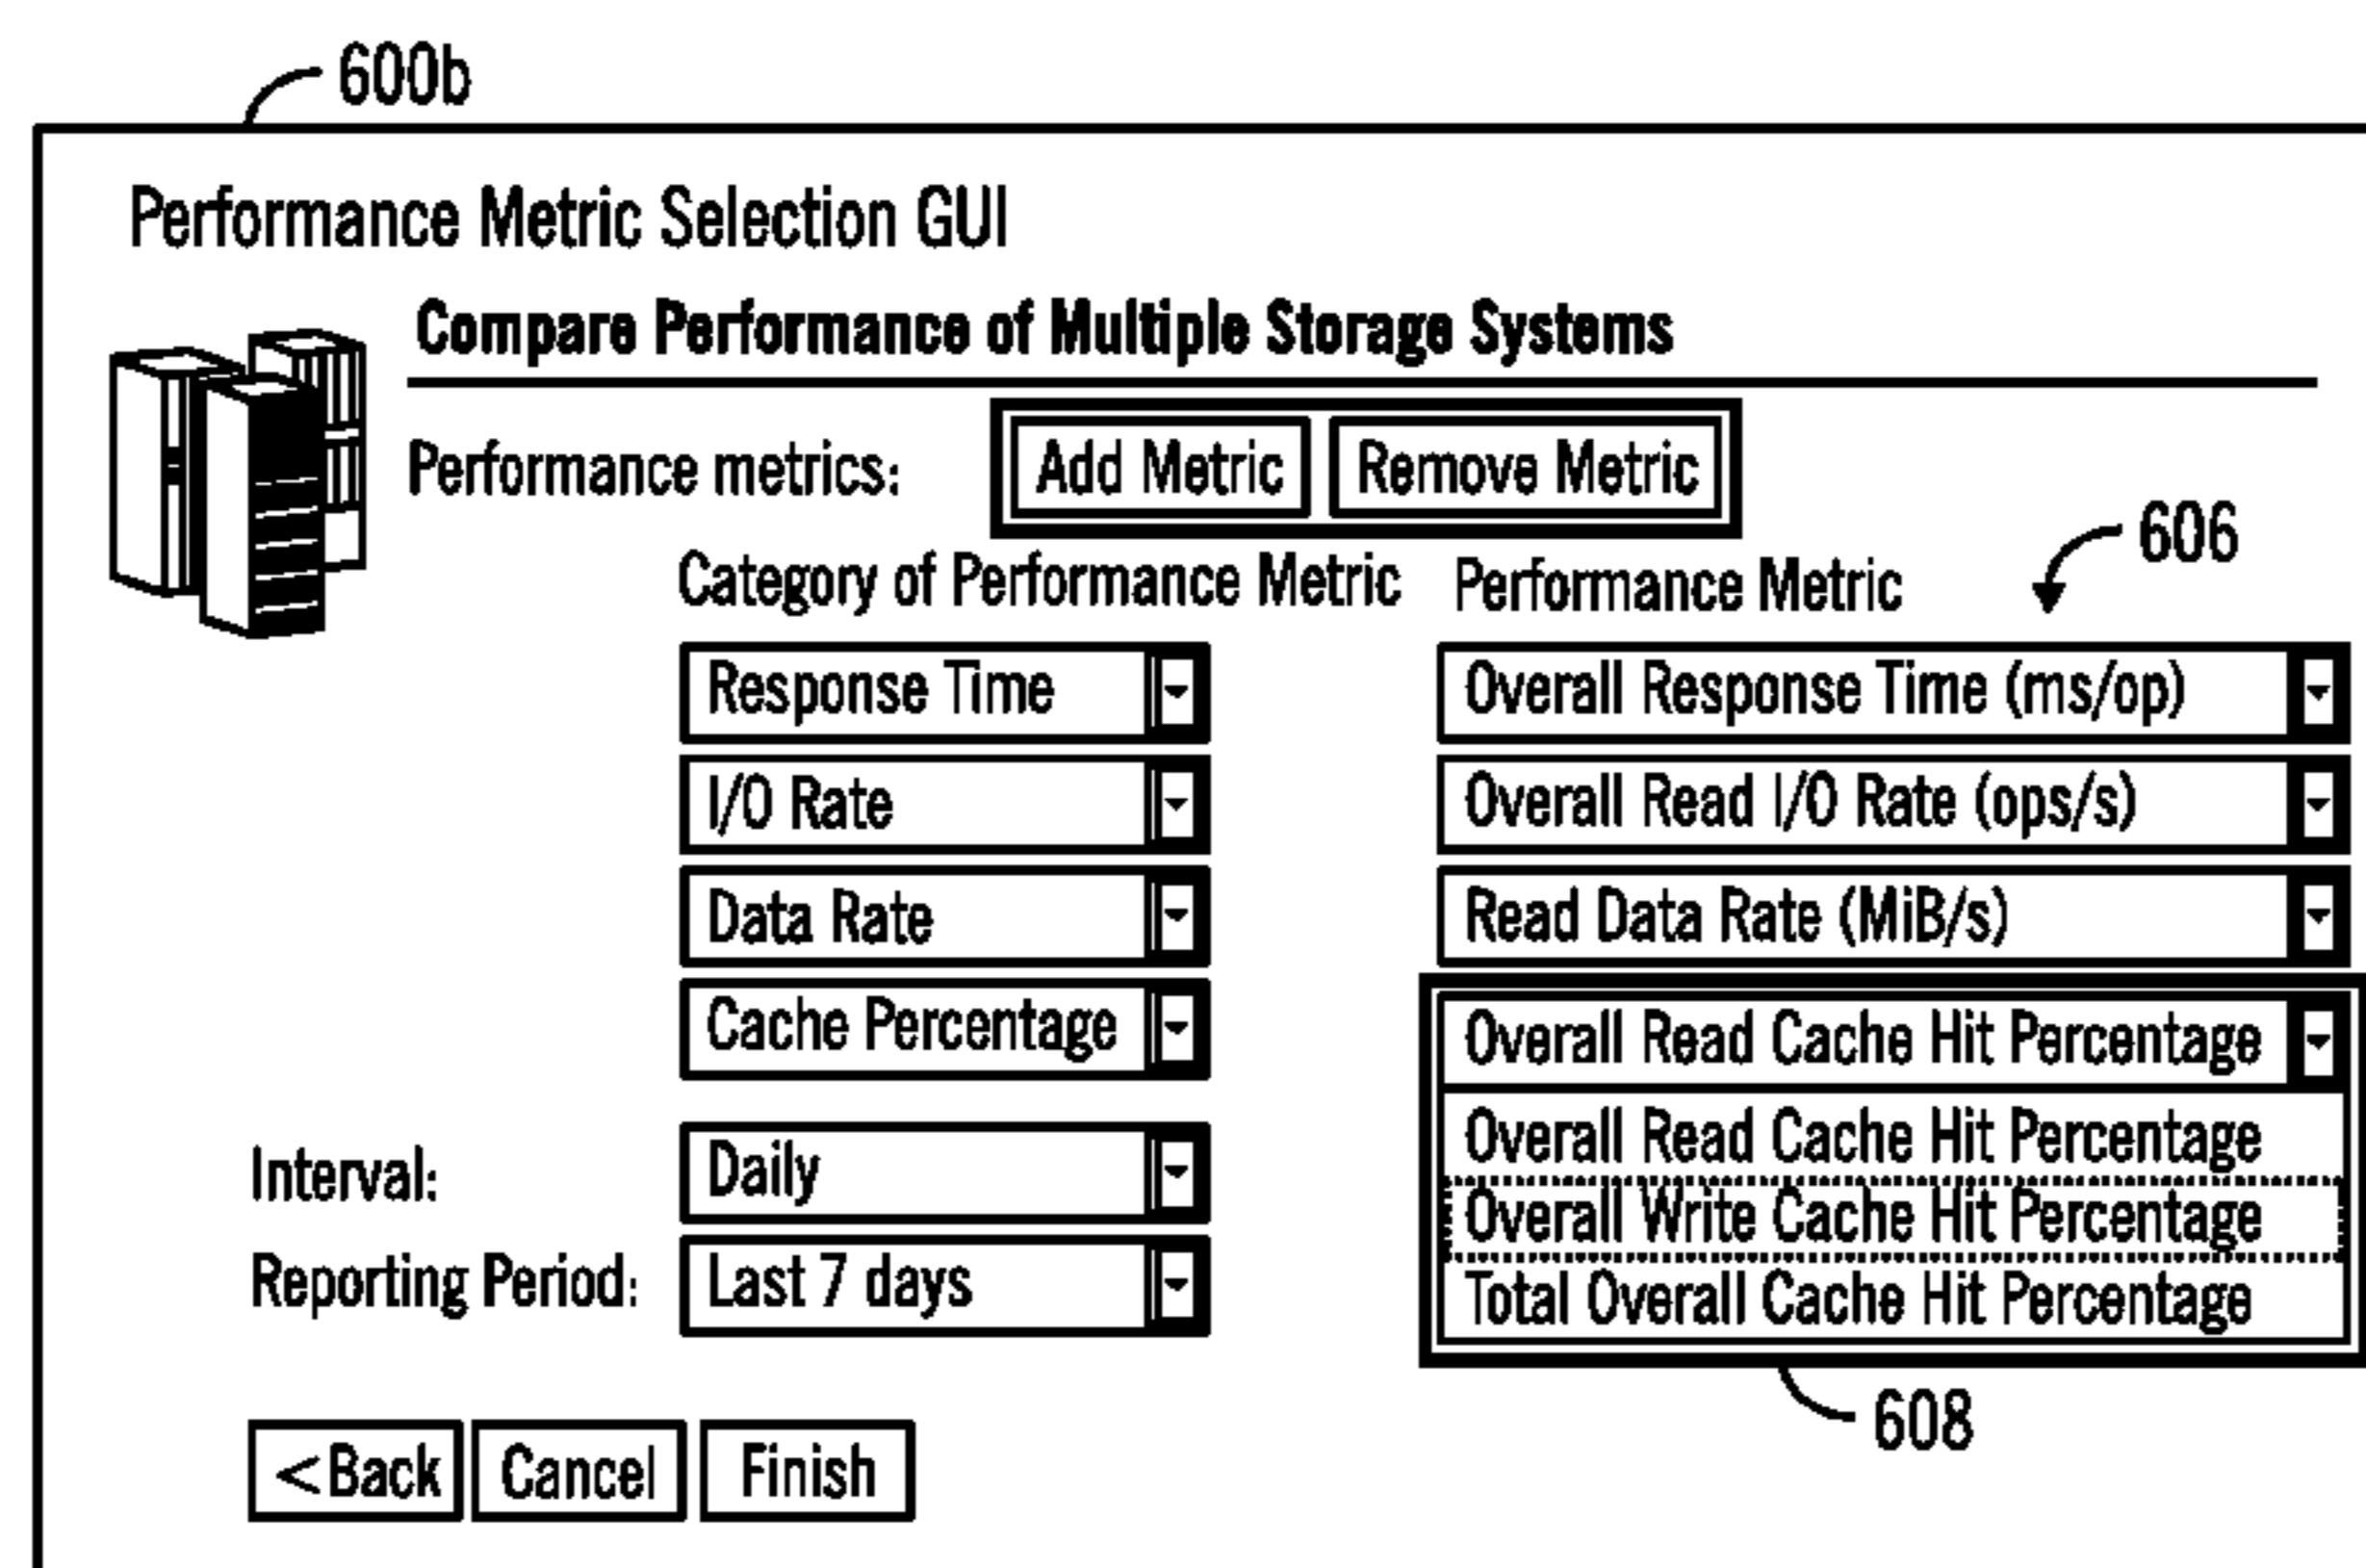 600b
Performance Metric Selection GUI
Compare Performance of Multiple Storage Systems
Performance metrics: Add Metric Remove Metric
606
Category of Performance Metric Performance Metric
Response Time Overall Response Time (ms/op)
I/O Rate Overall Read I/O Rate (ops/s)
Data Rate Read Data Rate (MiB/s)
Cache Percentage Overall Read Cache Hit Percentage
Overall Read Cache Hit Percentage
Interval: Daily Overall Write Cache Hit Percentage
Reporting Period: Last 7 days Total Overall Cache Hit Percentage
608
<Back Cancel Finish